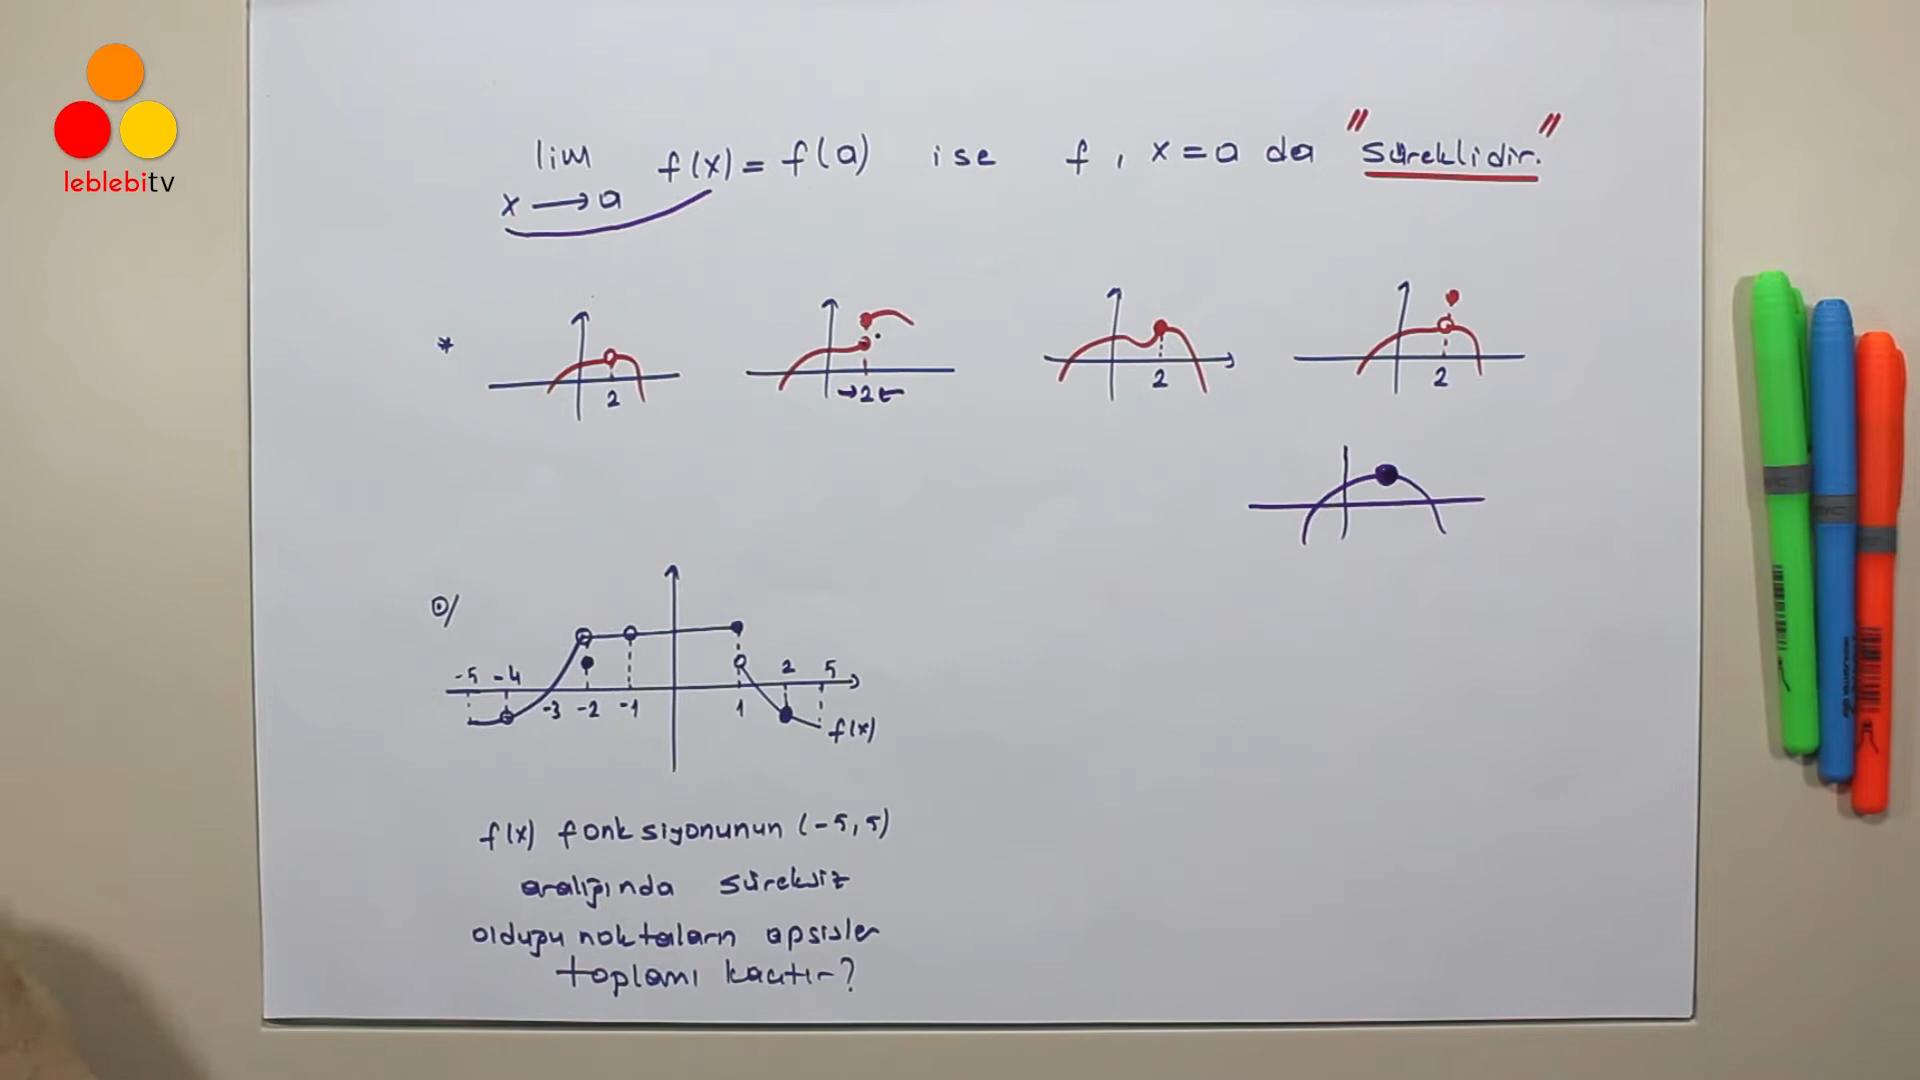 leblebitv
lim f(x) = f(a) ise f, x = a da "süreklidir."
x → a
*
2
→2←
2
2
0/
-5 -4 2 5
-3 -2 -1 1
f(x)
f(x) fonksiyonunun (-5,5)
aralığında süreksiz
olduğu noktaların apsisler
toplamı kaçtır?